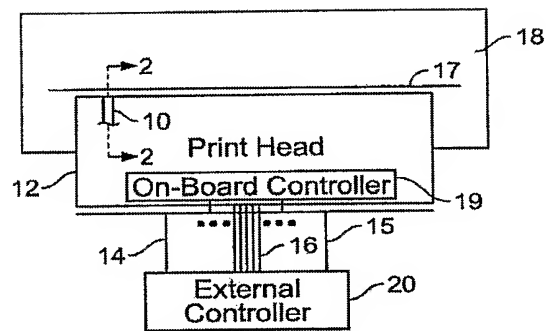 18
2
17
10
2
Print Head
12
On-Board Controller
19
14
16
15
External
Controller
20